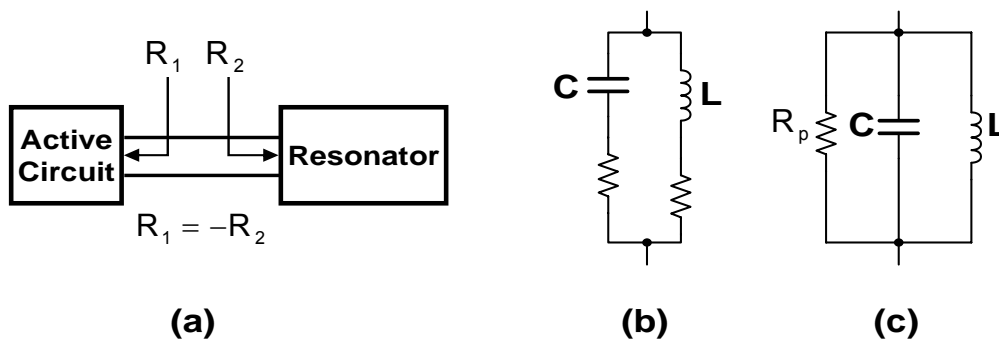 R1 R2
Active
Circuit
Resonator
R1 = −R2
C
L
Rp
C
L
(a)
(b)
(c)